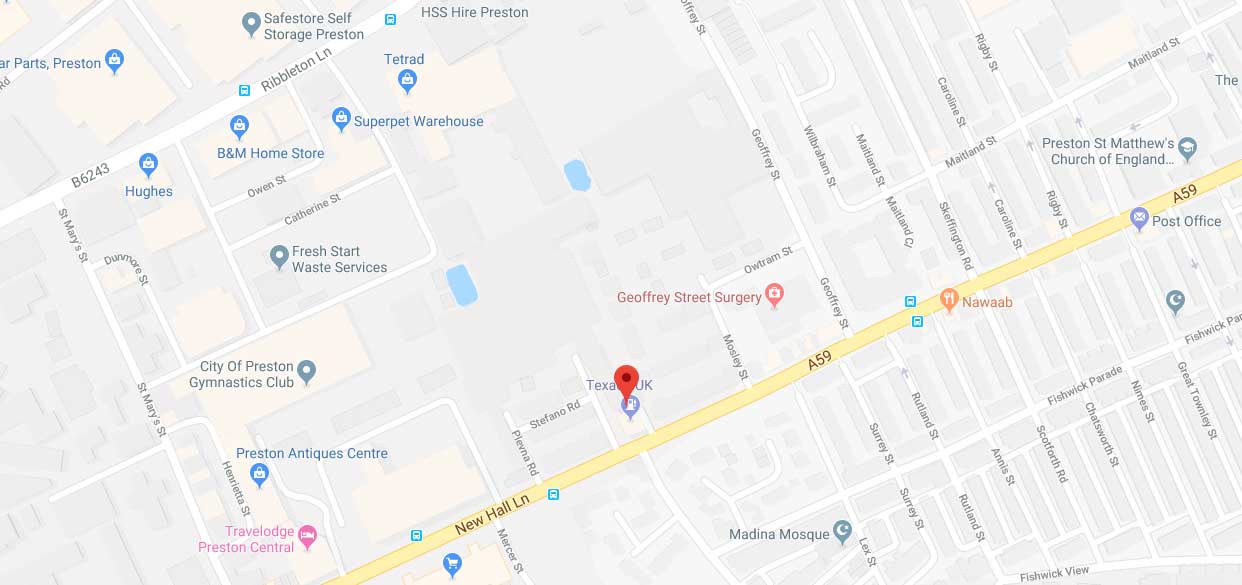 HSS Hire Preston
Safestore Self
Storage Preston
Geoffrey St
Rigby St
Maitland St
ar Parts, Preston
Tetrad
Ribbleton Ln
Rd
The
Caroline St
Superpet Warehouse
B&M Home Store
Geoffrey St
Wilbraham St
Maitland St
Maitland St
Preston St Matthew's
Church of England...
B6243
Hughes
Owen St
Catherine St
A59
Post Office
Rigby St
Caroline St
Skeffington Rd
Maitland C
St Mary's St
Dunmore St
Fresh Start
Waste Services
Owtram St
Geoffrey Street Surgery
Geoffrey St
Nawaab
Fishwick Par
Mosley St
A59
City Of Preston
Gymnastics Club
Texa UK
Fishwick Parade
Great Townley St
Nimes St
Chatsworth St
Rutland St
St Mary's St
Stefano Rd
Plevna Rd
Surrey St
Scotforth Rd
Annis St
Preston Antiques Centre
Henrietta St
New Hall Ln
Surrey St
Rutland St
Travelodge
Preston Central
Mercer St
Madina Mosque
Lex St
Fishwick View